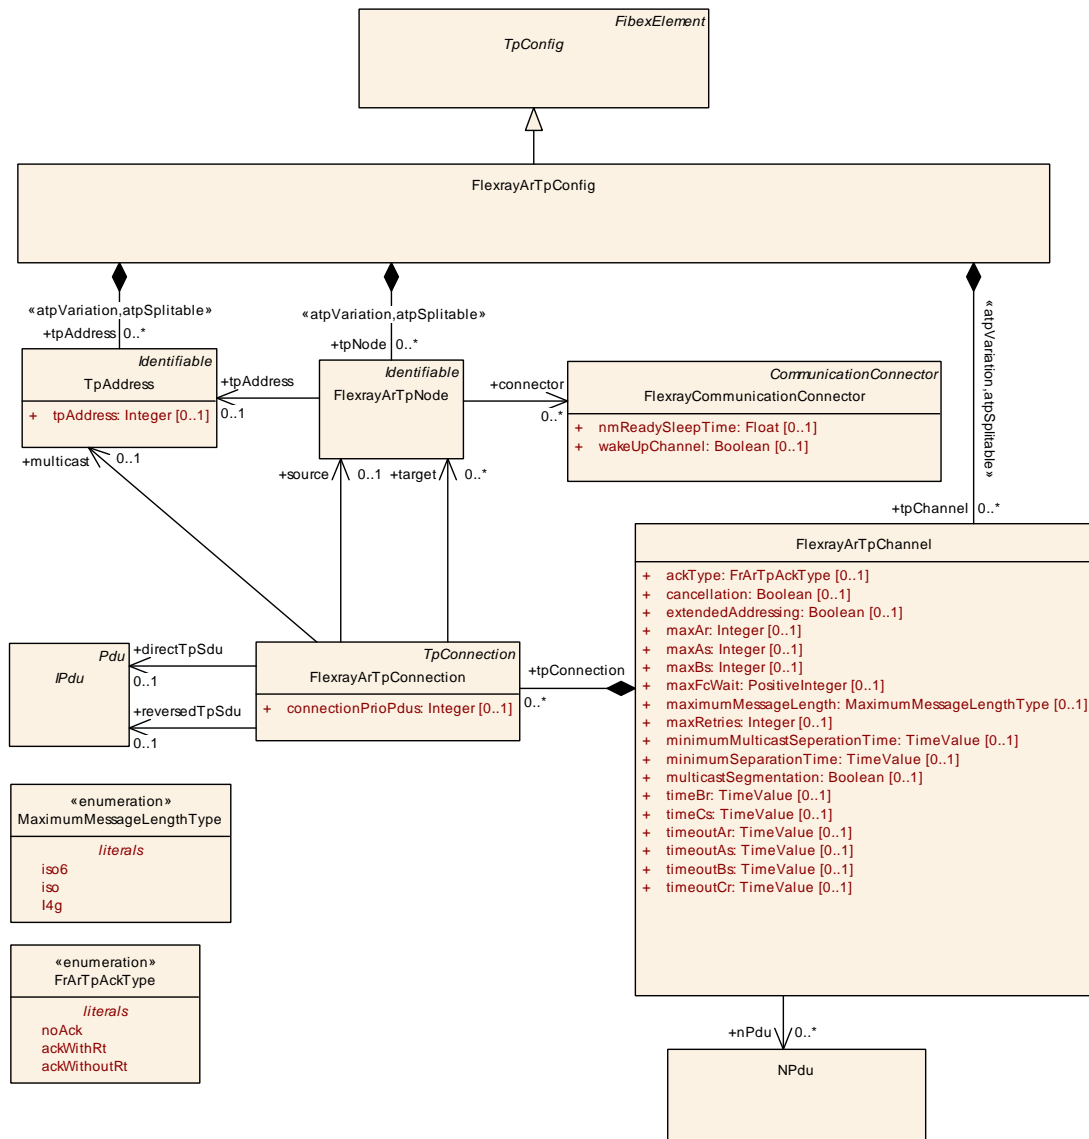 FibexElement
TpConfig
FlexrayArTpConfig
«atpVariation,atpSplitable»
+tpAddress 0..*
«atpVariation,atpSplitable»
+tpNode 0..*
«atpVariation,atpSplitable»
+tpChannel 0..*
Identifiable
TpAddress
+ tpAddress: Integer [0..1]
+tpAddress
0..1
Identifiable
FlexrayArTpNode
+connector
0..*
CommunicationConnector
FlexrayCommunicationConnector
+ nmReadySleepTime: Float [0..1]
+ wakeUpChannel: Boolean [0..1]
+multicast 0..1
+source 0..1
+target 0..*
FlexrayArTpChannel
+ ackType: FrArTpAckType [0..1]
+ cancellation: Boolean [0..1]
+ extendedAddressing: Boolean [0..1]
+ maxAr: Integer [0..1]
+ maxAs: Integer [0..1]
+ maxBs: Integer [0..1]
+ maxFcWait: PositiveInteger [0..1]
+ maximumMessageLength: MaximumMessageLengthType [0..1]
+ maxRetries: Integer [0..1]
+ minimumMulticastSeperationTime: TimeValue [0..1]
+ minimumSeparationTime: TimeValue [0..1]
+ multicastSegmentation: Boolean [0..1]
+ timeBr: TimeValue [0..1]
+ timeCs: TimeValue [0..1]
+ timeoutAr: TimeValue [0..1]
+ timeoutAs: TimeValue [0..1]
+ timeoutBs: TimeValue [0..1]
+ timeoutCr: TimeValue [0..1]
Pdu
IPdu
+directTpSdu
0..1
+reversedTpSdu
0..1
TpConnection
FlexrayArTpConnection
+ connectionPrioPdus: Integer [0..1]
+tpConnection
0..*
«enumeration»
MaximumMessageLengthType
literals
iso6
iso
I4g
«enumeration»
FrArTpAckType
literals
noAck
ackWithRt
ackWithoutRt
+nPdu 0..*
NPdu